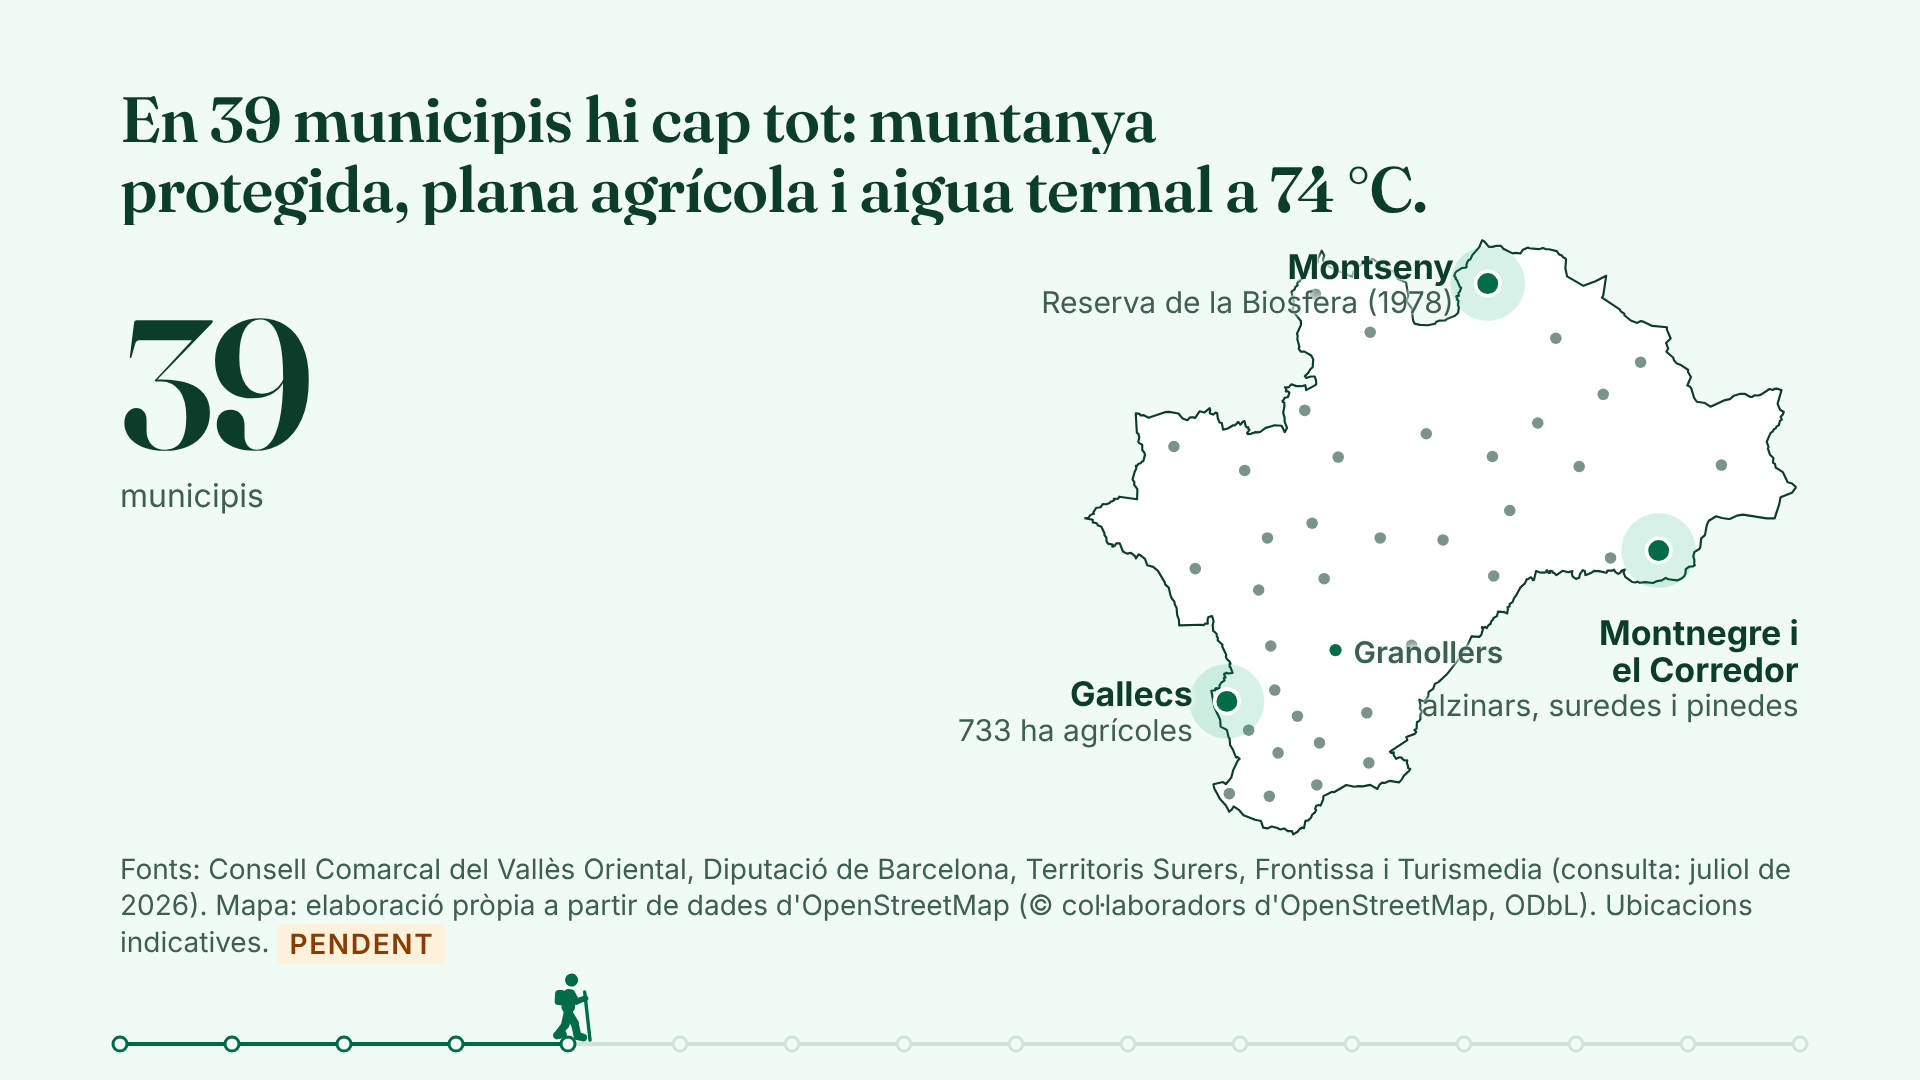 En 39 municipis hi cap tot: muntanya
protegida, plana agrícola i aigua termal a 74 °C.
39
municipis
Montseny
Reserva de la Biosfera (1978)
Granollers
Montnegre i
el Corredor
alzinars, suredes i pinedes
Gallecs
733 ha agrícoles
Fonts: Consell Comarcal del Vallès Oriental, Diputació de Barcelona, Territoris Surers, Frontissa i Turismedia (consulta: juliol de
2026). Mapa: elaboració pròpia a partir de dades d'OpenStreetMap (© col·laboradors d'OpenStreetMap, ODbL). Ubicacions
indicatives. PENDENT